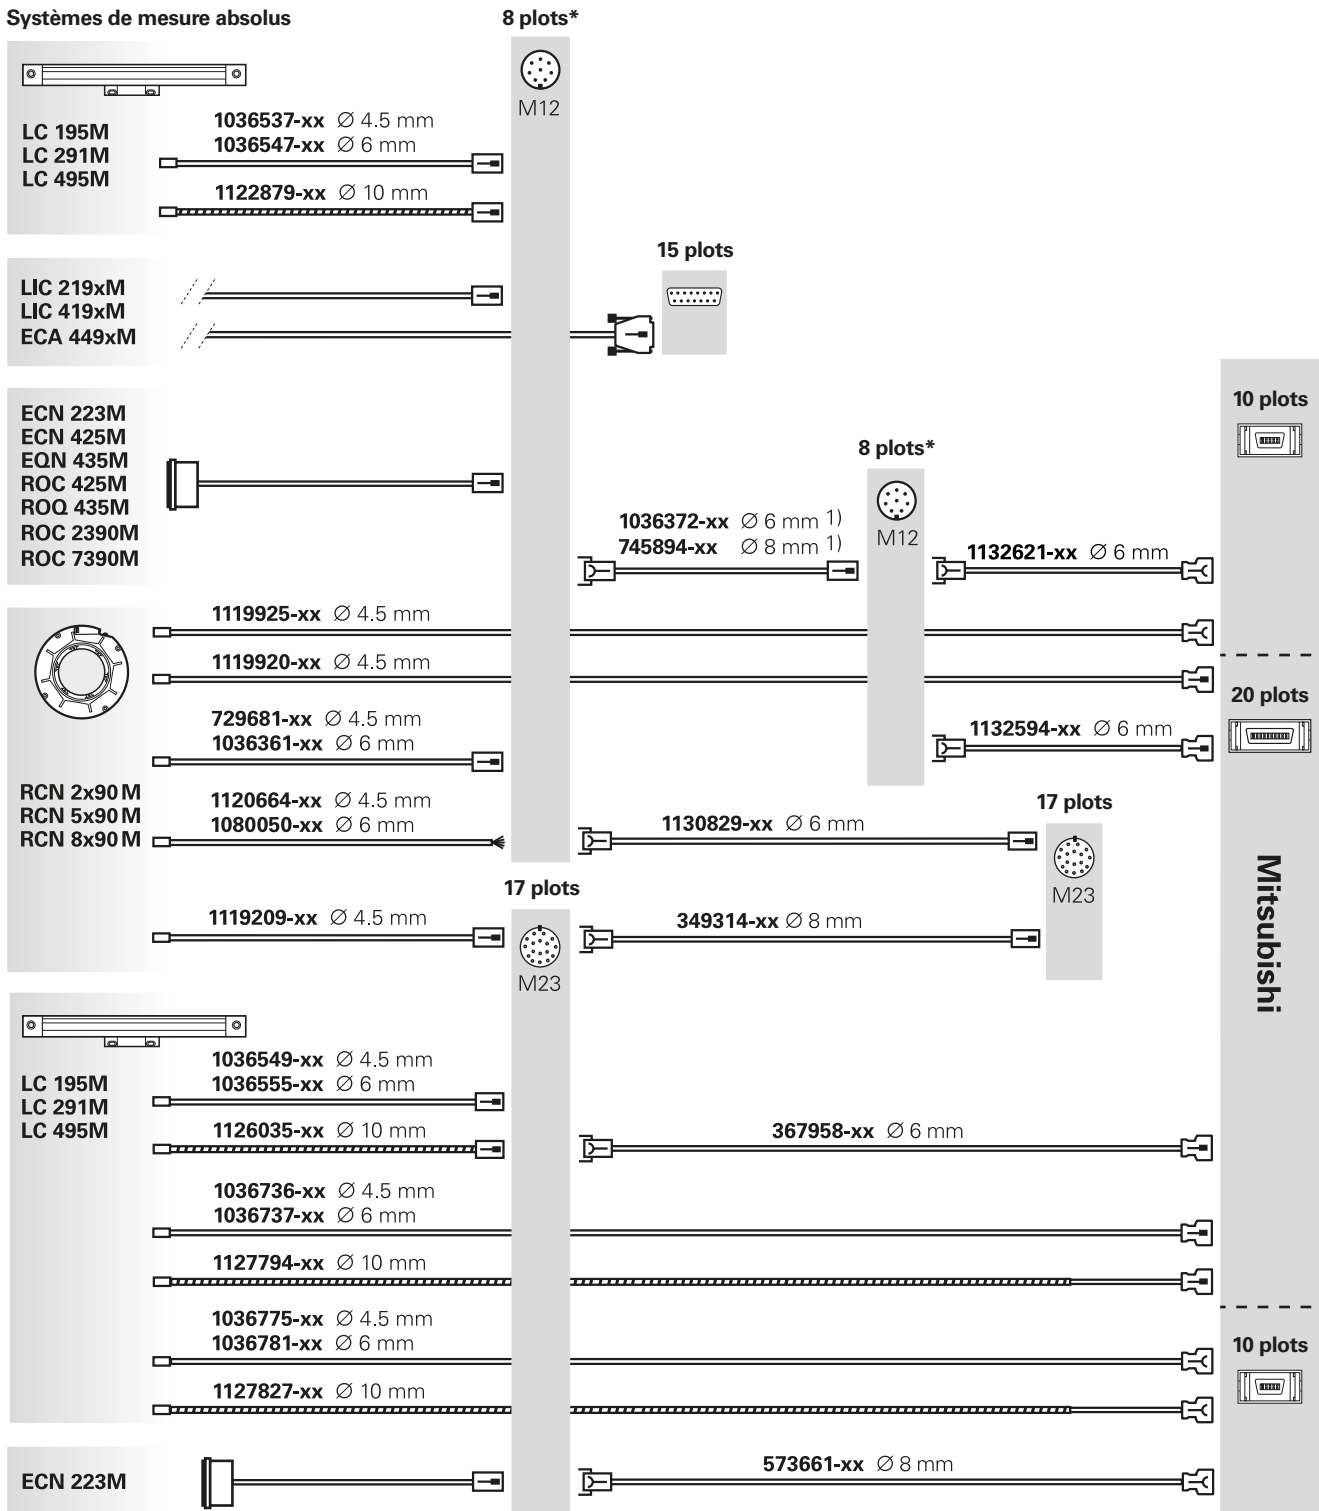 Systèmes de mesure absolus
8 plots*
M12
LC 195M
LC 291M
LC 495M
1036537-xx Ø 4.5 mm
1036547-xx Ø 6 mm
1122879-xx Ø 10 mm
15 plots
LIC 219xM
LIC 419xM
ECA 449xM
ECN 223M
ECN 425M
EQN 435M
ROC 425M
ROQ 435M
ROC 2390M
ROC 7390M
10 plots
8 plots*
M12
1036372-xx Ø 6 mm 1)
745894-xx Ø 8 mm 1)
1132621-xx Ø 6 mm
1119925-xx Ø 4.5 mm
1119920-xx Ø 4.5 mm
20 plots
729681-xx Ø 4.5 mm
1036361-xx Ø 6 mm
1132594-xx Ø 6 mm
RCN 2x90 M
RCN 5x90 M
RCN 8x90 M
1120664-xx Ø 4.5 mm
1080050-xx Ø 6 mm
1130829-xx Ø 6 mm
17 plots
M23
17 plots
M23
1119209-xx Ø 4.5 mm
349314-xx Ø 8 mm
Mitsubishi
LC 195M
LC 291M
LC 495M
1036549-xx Ø 4.5 mm
1036555-xx Ø 6 mm
1126035-xx Ø 10 mm
367958-xx Ø 6 mm
1036736-xx Ø 4.5 mm
1036737-xx Ø 6 mm
1127794-xx Ø 10 mm
1036775-xx Ø 4.5 mm
1036781-xx Ø 6 mm
10 plots
1127827-xx Ø 10 mm
ECN 223M
573661-xx Ø 8 mm